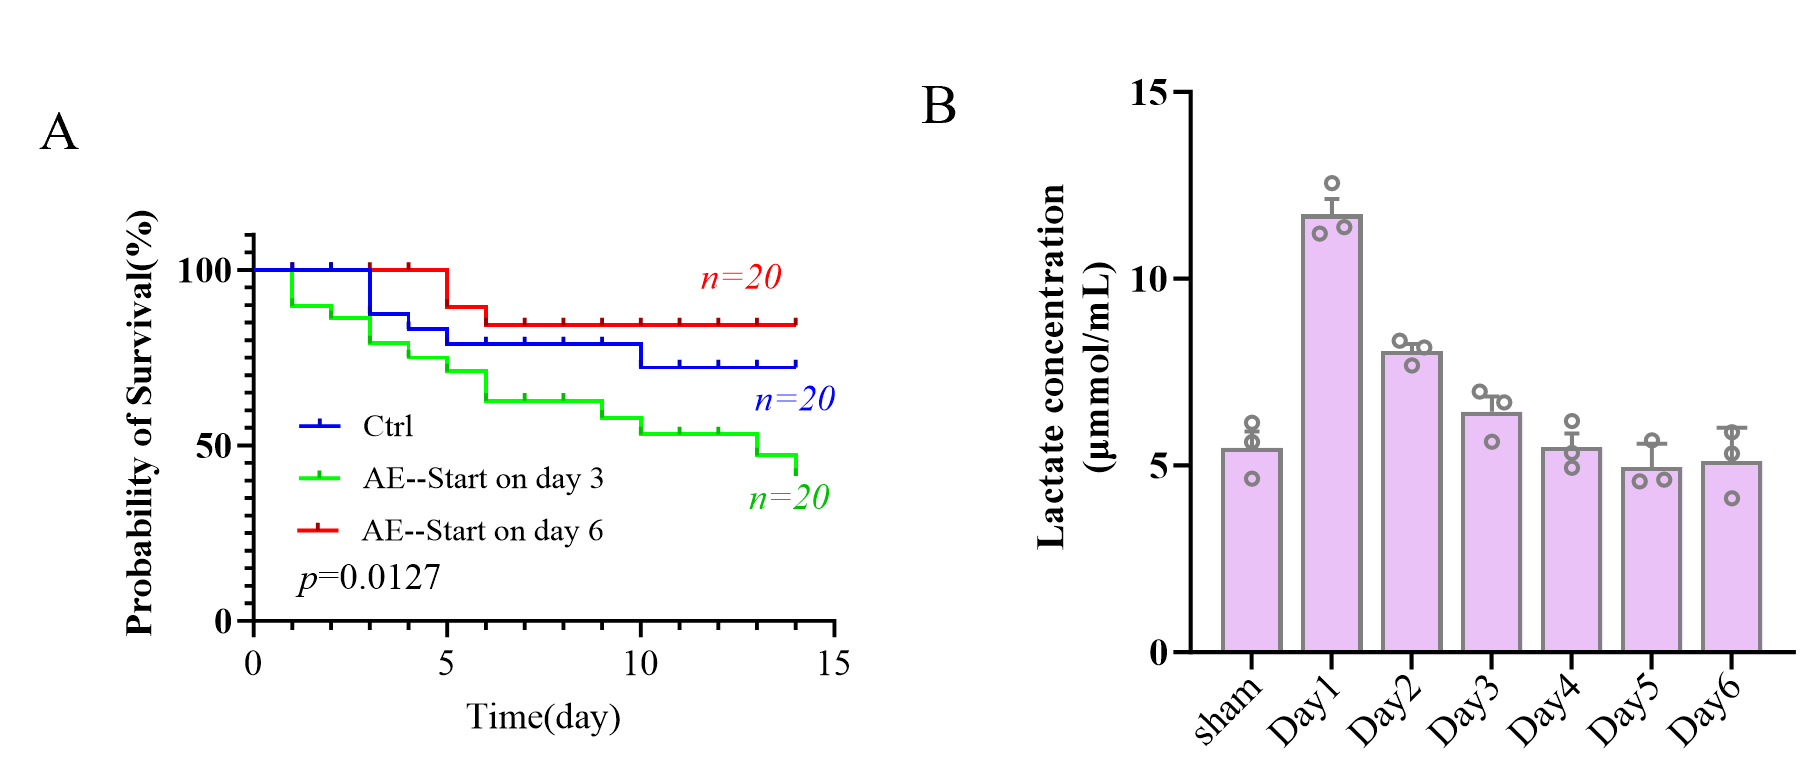 A
Probability of Survival(%)
100
50
0
n=20
n=20
n=20
Ctrl
AE--Start on day 3
AE--Start on day 6
p=0.0127
0 5 10 15
Time(day)
B
Lactate concentration
(μmmol/mL)
15
10
5
0
sham Day1 Day2 Day3 Day4 Day5 Day6